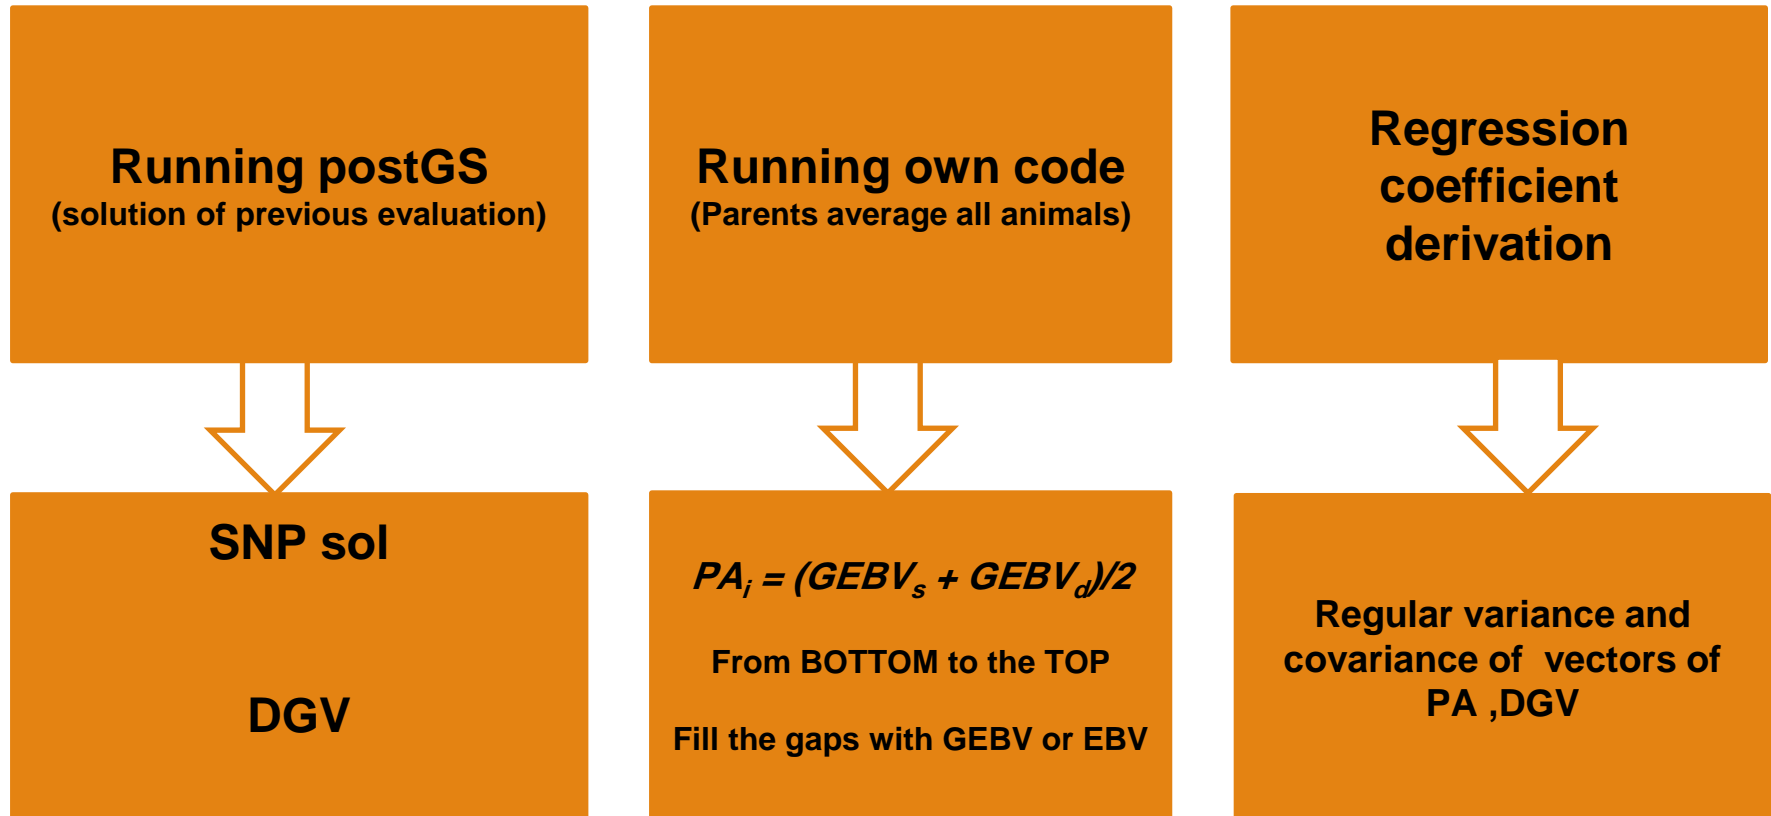 Running postGS
(solution of previous evaluation)
SNP sol
DGV
Running own code
(Parents average all animals)
PAi = (GEBVs + GEBVd)/2
From BOTTOM to the TOP
Fill the gaps with GEBV or EBV
Regression
coefficient
derivation
Regular variance and
covariance of vectors of
PA ,DGV